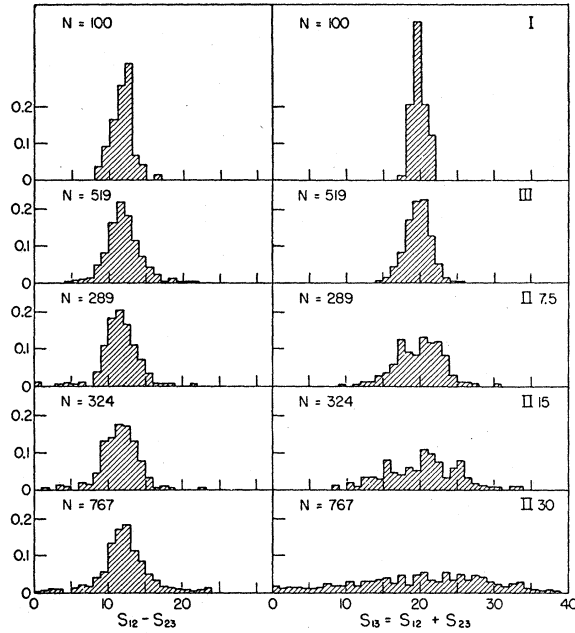 N = 100
N = 100
I
0.2
0.1
0
N = 519
N = 519
III
0.2
0.1
0
N = 289
N = 289
II 7.5
0.2
0.1
0
N = 324
N = 324
II 15
0.2
0.1
0
N = 767
N = 767
II 30
0.2
0.1
0
0 10 20 0 10 20 30 40
S12 – S23
S13 = S12 + S23